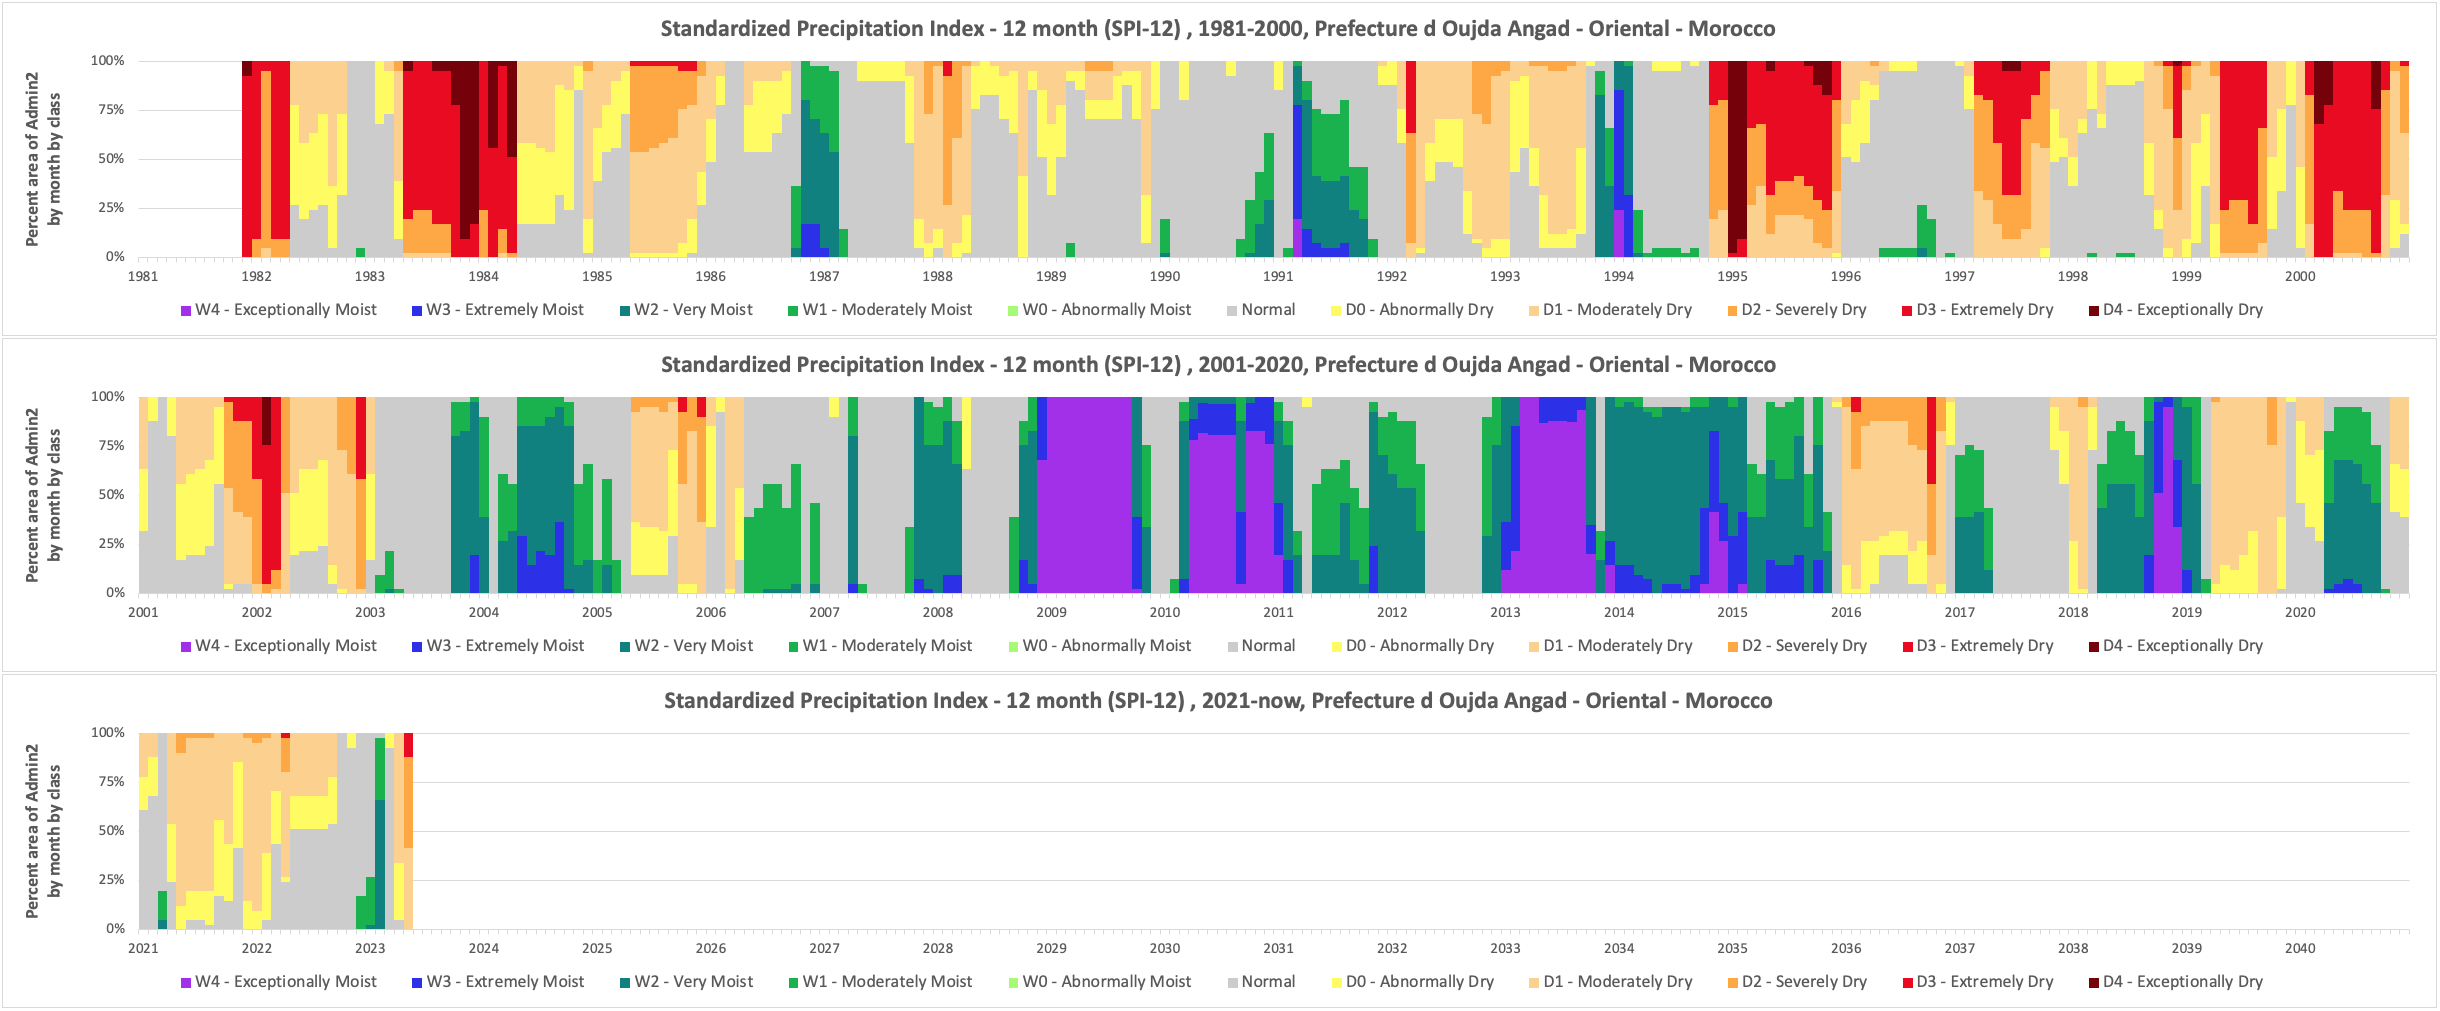 Standardized Precipitation Index - 12 month (SPI-12) , 1981-2000, Prefecture d Oujda Angad - Oriental - Morocco
Percent area of Admin2
by month by class
100%
75%
50%
25%
0%
1981 1982 1983 1984 1985 1986 1987 1988 1989 1990 1991 1992 1993 1994 1995 1996 1997 1998 1999 2000
W4 - Exceptionally Moist W3 - Extremely Moist W2 - Very Moist W1 - Moderately Moist W0 - Abnormally Moist Normal D0 - Abnormally Dry D1 - Moderately Dry D2 - Severely Dry D3 - Extremely Dry D4 - Exceptionally Dry
Standardized Precipitation Index - 12 month (SPI-12) , 2001-2020, Prefecture d Oujda Angad - Oriental - Morocco
Percent area of Admin2
by month by class
100%
75%
50%
25%
0%
2001 2002 2003 2004 2005 2006 2007 2008 2009 2010 2011 2012 2013 2014 2015 2016 2017 2018 2019 2020
W4 - Exceptionally Moist W3 - Extremely Moist W2 - Very Moist W1 - Moderately Moist W0 - Abnormally Moist Normal D0 - Abnormally Dry D1 - Moderately Dry D2 - Severely Dry D3 - Extremely Dry D4 - Exceptionally Dry
Standardized Precipitation Index - 12 month (SPI-12) , 2021-now, Prefecture d Oujda Angad - Oriental - Morocco
Percent area of Admin2
by month by class
100%
75%
50%
25%
0%
2021 2022 2023 2024 2025 2026 2027 2028 2029 2030 2031 2032 2033 2034 2035 2036 2037 2038 2039 2040
W4 - Exceptionally Moist W3 - Extremely Moist W2 - Very Moist W1 - Moderately Moist W0 - Abnormally Moist Normal D0 - Abnormally Dry D1 - Moderately Dry D2 - Severely Dry D3 - Extremely Dry D4 - Exceptionally Dry